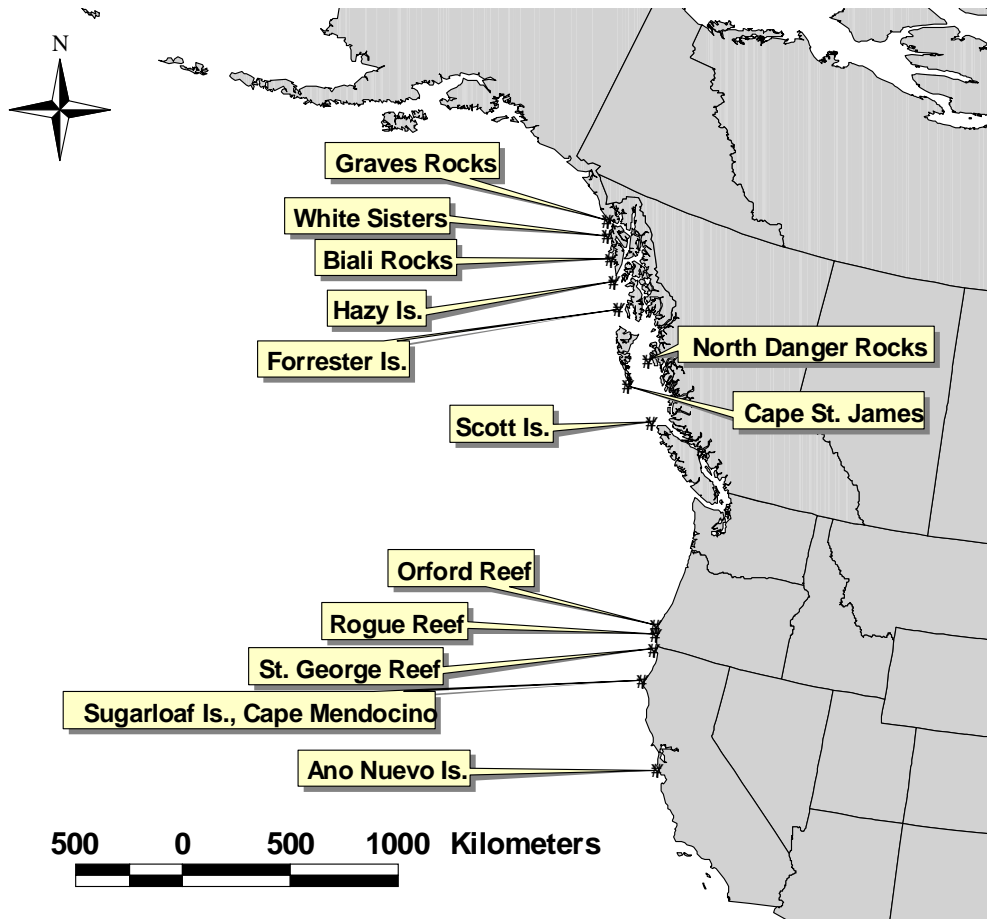 N
Graves Rocks
White Sisters
Biali Rocks
Hazy Is.
Forrester Is.
North Danger Rocks
Cape St. James
Scott Is.
Orford Reef
Rogue Reef
St. George Reef
Sugarloaf Is., Cape Mendocino
Ano Nuevo Is.
500 0 500 1000 Kilometers